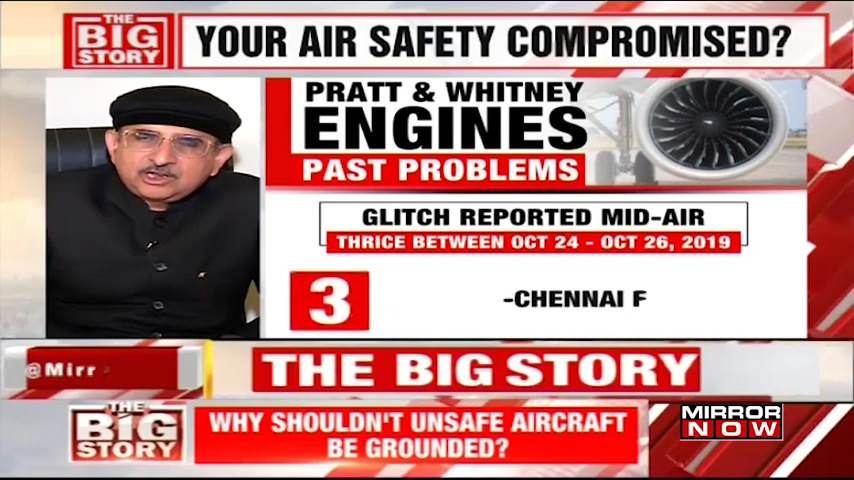 THE
BIG
STORY
YOUR AIR SAFETY COMPROMISED?
PRATT & WHITNEY
ENGINES
PAST PROBLEMS
GLITCH REPORTED MID-AIR
THRICE BETWEEN OCT 24 - OCT 26, 2019
3
-CHENNAI F
@Mirr
THE BIG STORY
THE
BIG
STORY
WHY SHOULDN'T UNSAFE AIRCRAFT
BE GROUNDED?
MIRROR
NOW